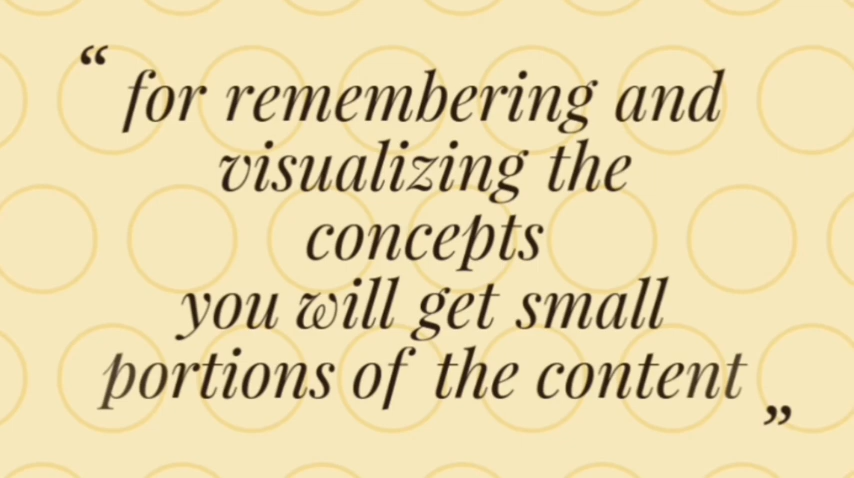 “ for remembering and
visualizing the
concepts
you will get small
portions of the content ”